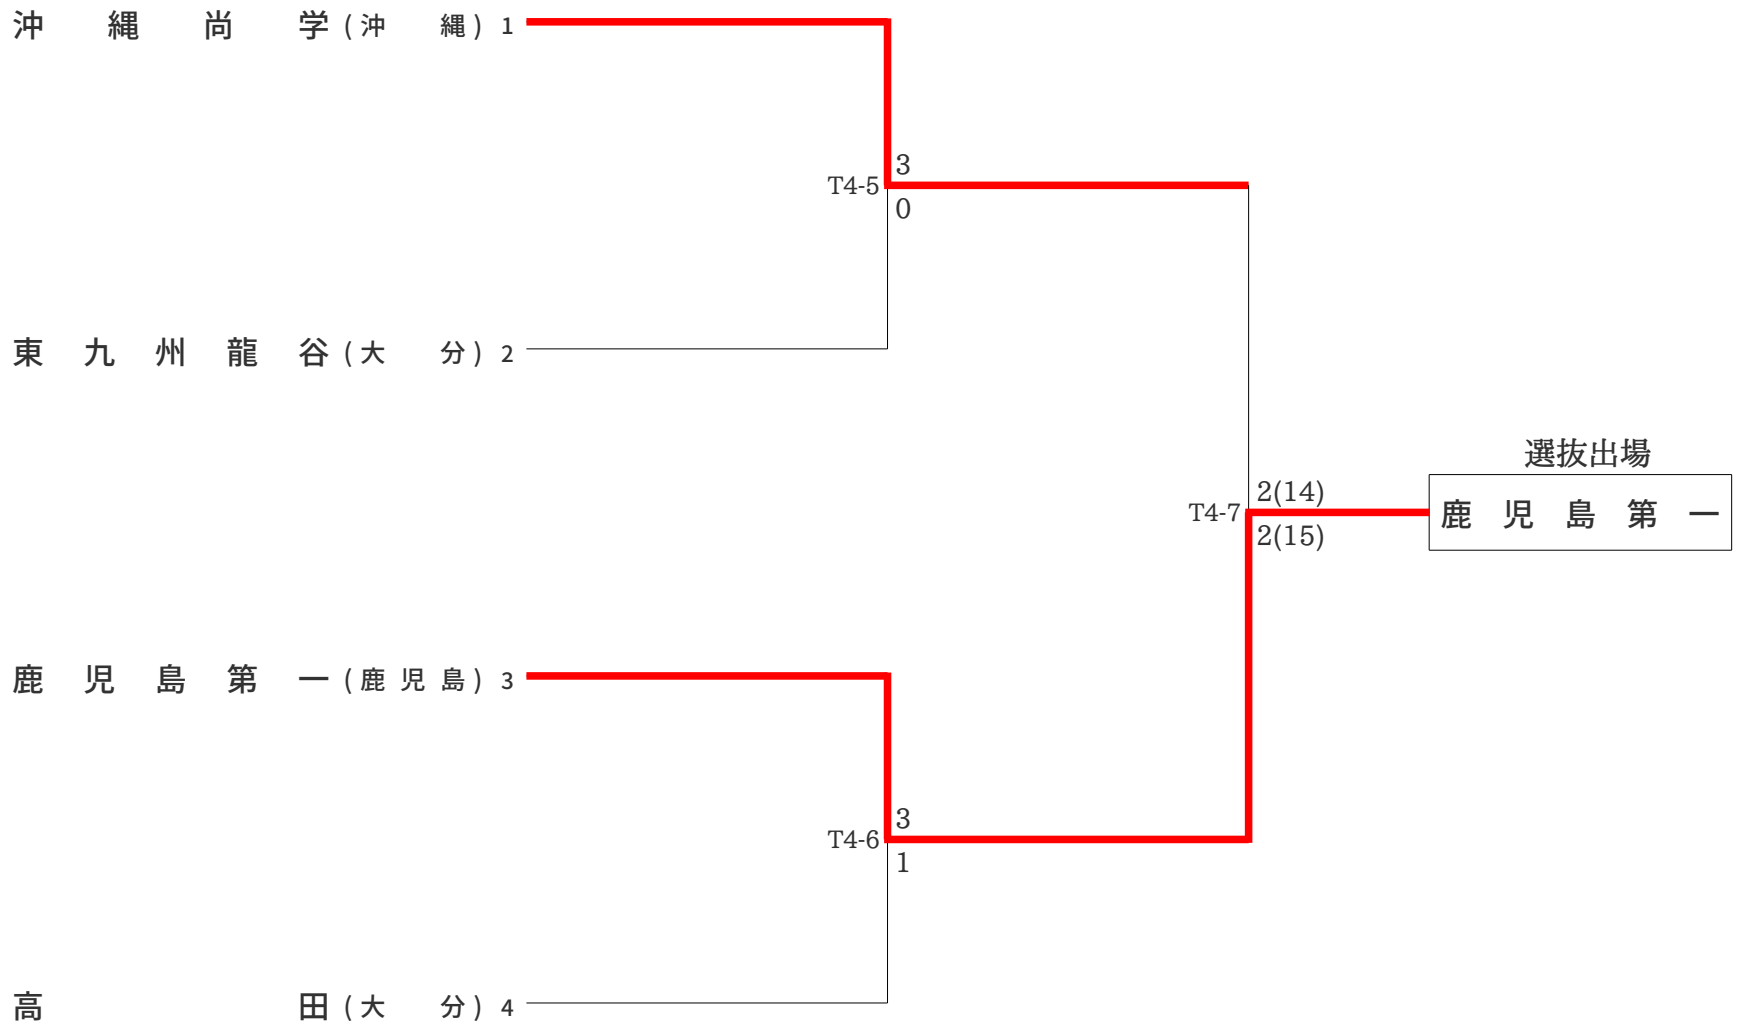 沖縄尚学(沖縄) 1
3
T4-5
0
東九州龍谷(大分) 2
選抜出場
2(14)
T4-7
鹿児島第一
2(15)
鹿児島第一(鹿児島) 3
3
T4-6
1
高田(大分) 4